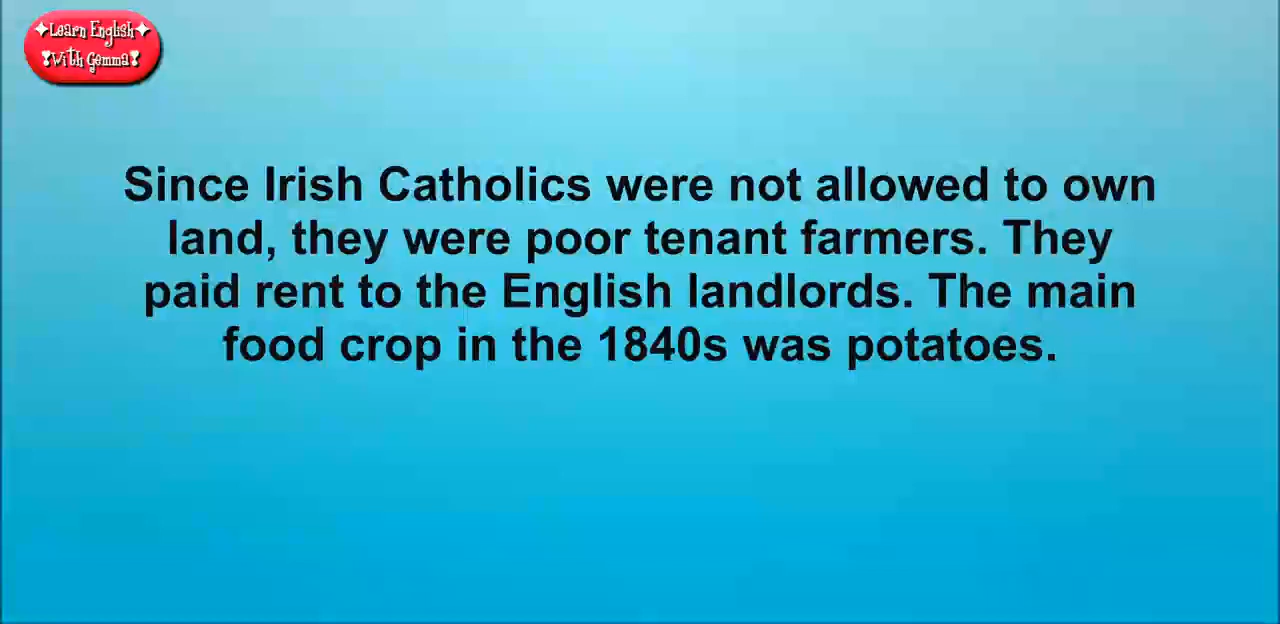 ✦Learn English✦
❣With Gemma❣
Since Irish Catholics were not allowed to own
land, they were poor tenant farmers. They
paid rent to the English landlords. The main
food crop in the 1840s was potatoes.